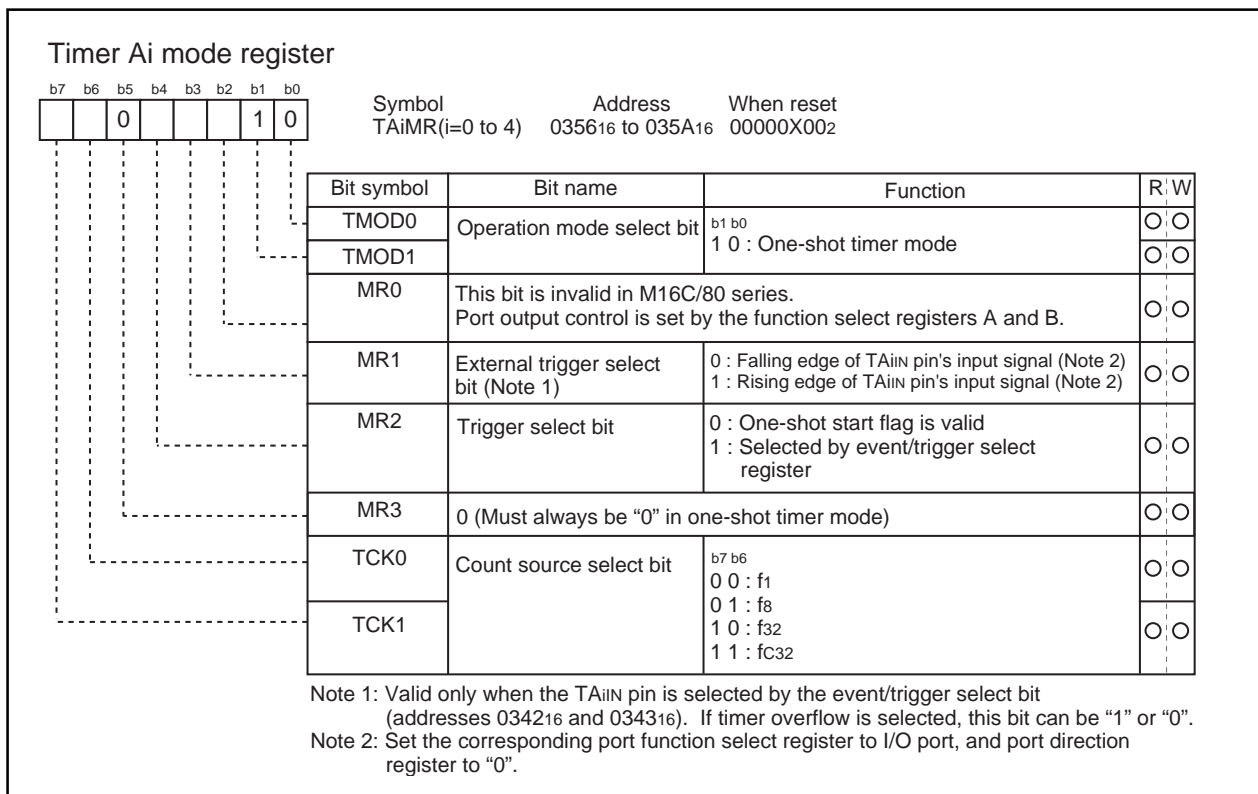 Timer Ai mode register
b7 b6 b5 b4 b3 b2 b1 b0
0 1 0
Symbol Address When reset
TAiMR(i=0 to 4) 035616 to 035A16 00000X002
Bit symbol Bit name Function R W
TMOD0 Operation mode select bit b1 b0
1 0 : One-shot timer mode
TMOD1
MR0 This bit is invalid in M16C/80 series.
Port output control is set by the function select registers A and B.
MR1 External trigger select bit (Note 1) 0 : Falling edge of TAiIN pin's input signal (Note 2)
1 : Rising edge of TAiIN pin's input signal (Note 2)
MR2 Trigger select bit 0 : One-shot start flag is valid
1 : Selected by event/trigger select
register
MR3 0 (Must always be “0” in one-shot timer mode)
TCK0 Count source select bit b7 b6
0 0 : f1
0 1 : f8
TCK1 1 0 : f32
1 1 : fC32
Note 1: Valid only when the TAiIN pin is selected by the event/trigger select bit
(addresses 034216 and 034316). If timer overflow is selected, this bit can be “1” or “0”.
Note 2: Set the corresponding port function select register to I/O port, and port direction
register to “0”.